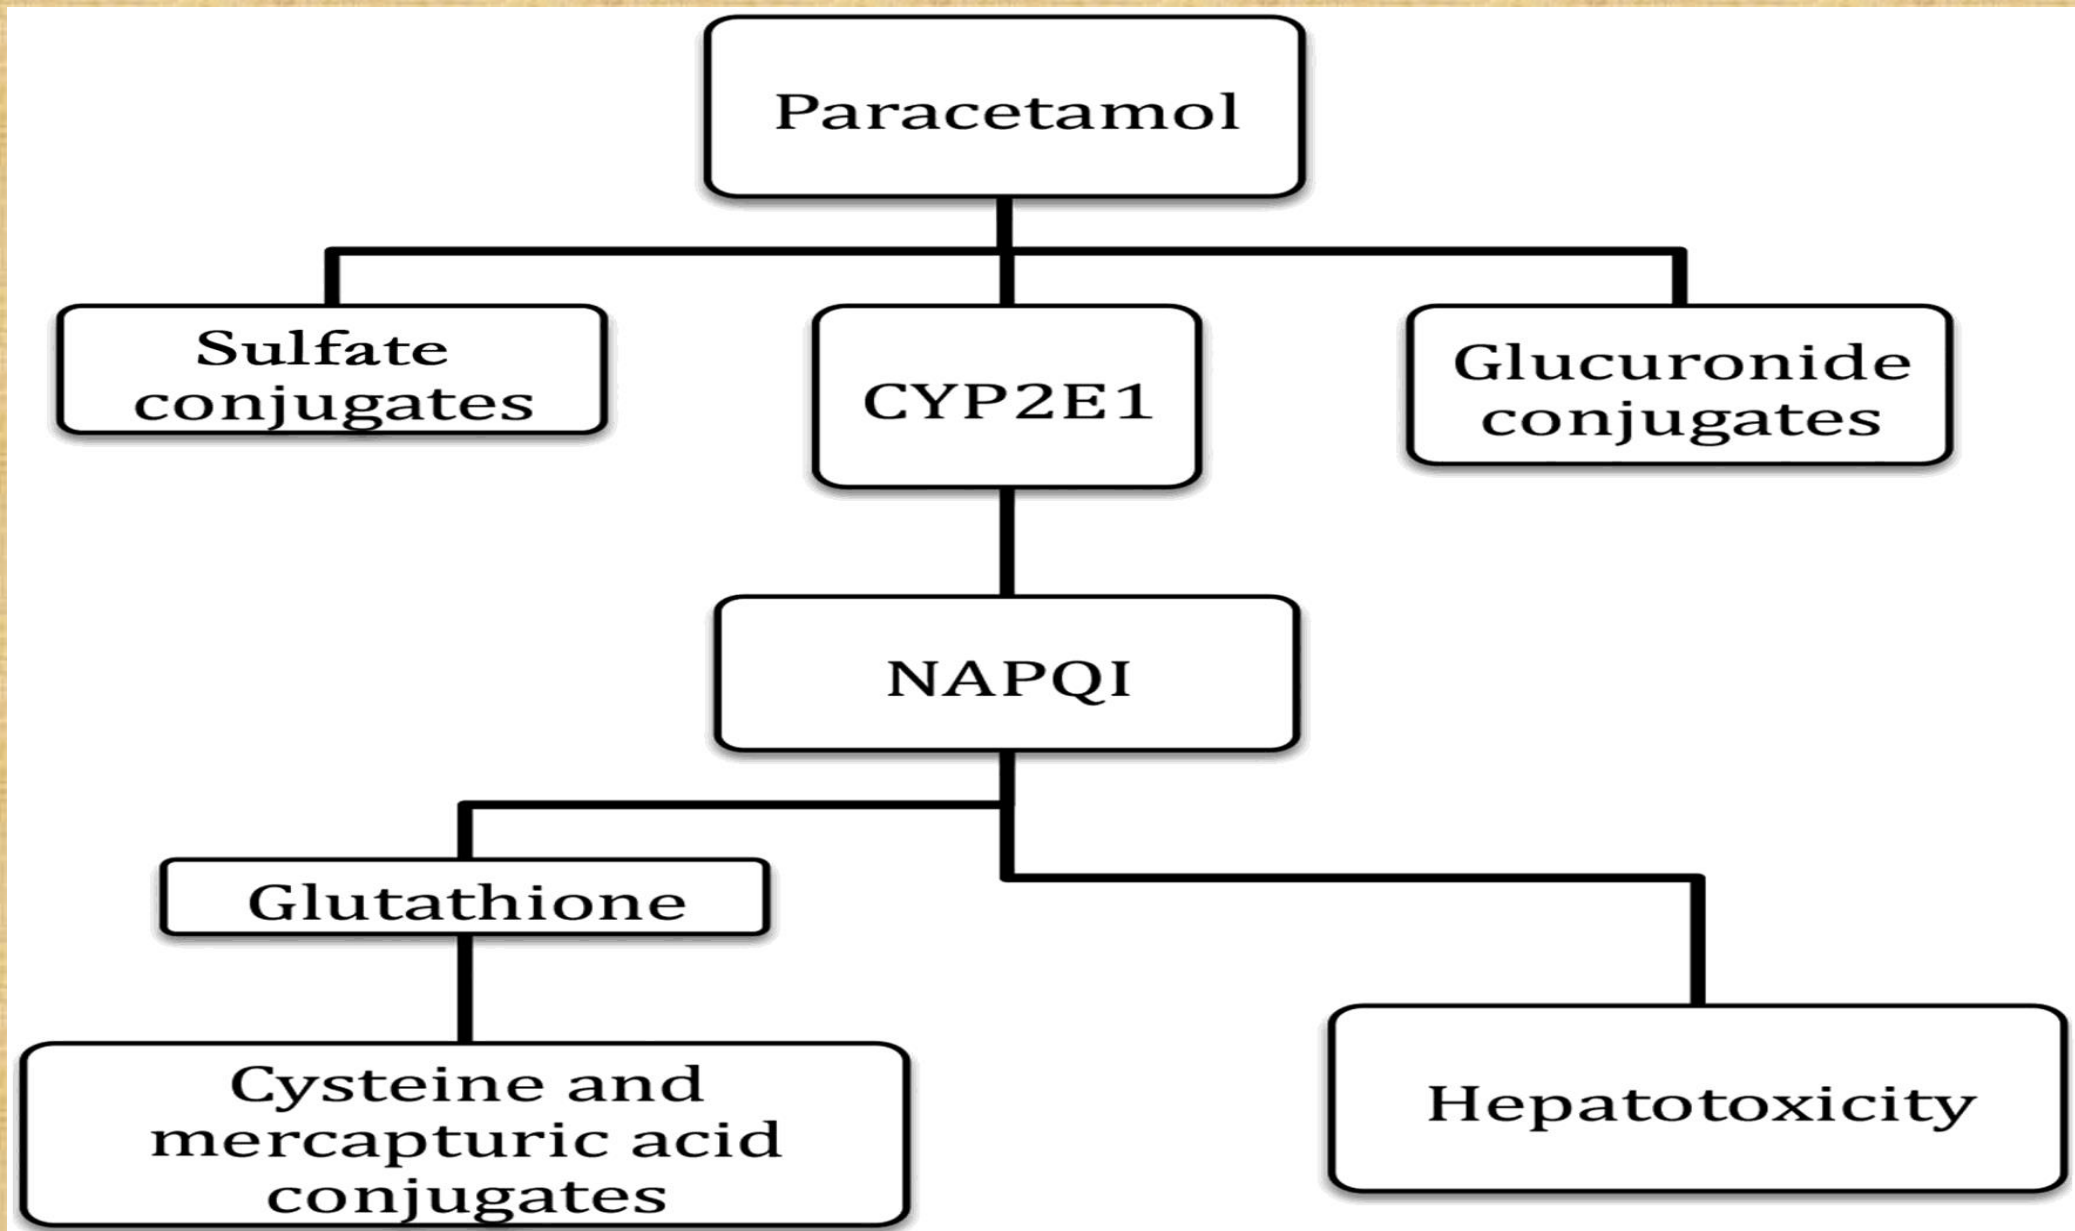 Paracetamol
Sulfate
conjugates
CYP2E1
Glucuronide
conjugates
NAPQI
Glutathione
Cysteine and
mercapturic acid
conjugates
Hepatotoxicity